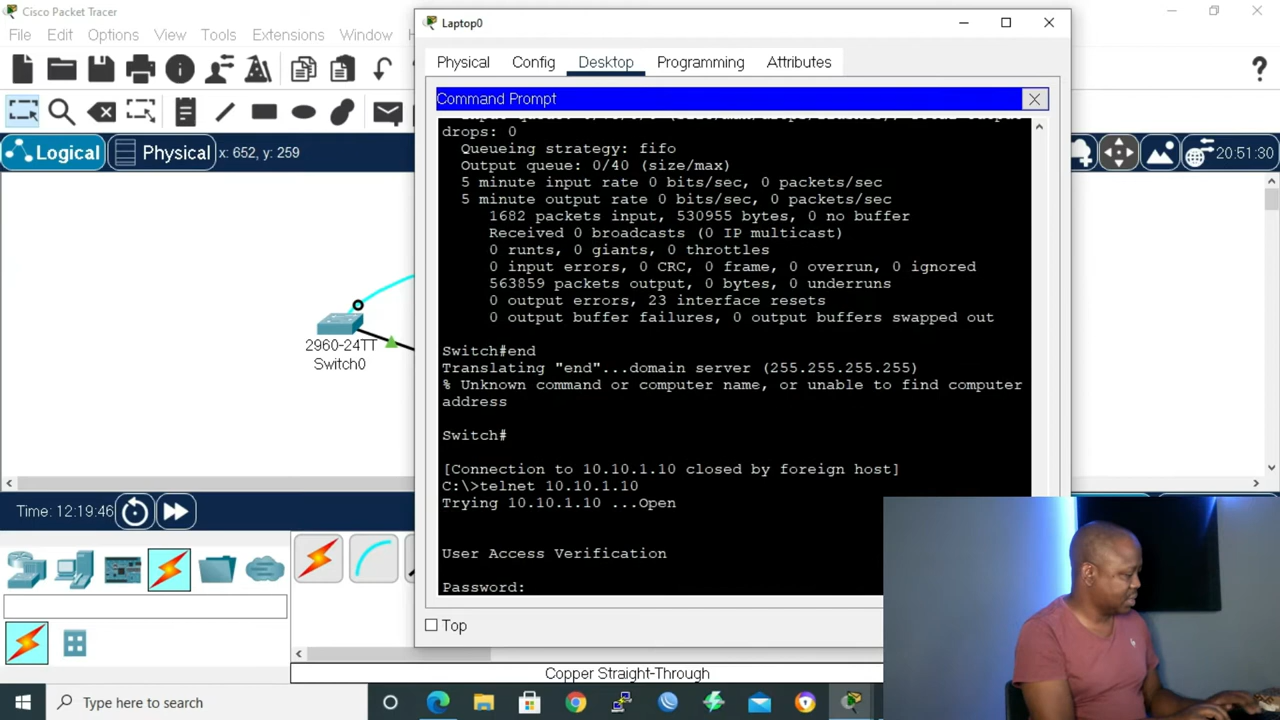 Cisco Packet Tracer
File Edit Options View Tools Extensions Window
Logical
Physical
x: 652, y: 259
20:51:30
2960-24TT
Switch0
Time: 12:19:46
Laptop0
Physical Config Desktop Programming Attributes
Command Prompt
drops: 0
Queueing strategy: fifo
Output queue: 0/40 (size/max)
5 minute input rate 0 bits/sec, 0 packets/sec
5 minute output rate 0 bits/sec, 0 packets/sec
1682 packets input, 530955 bytes, 0 no buffer
Received 0 broadcasts (0 IP multicast)
0 runts, 0 giants, 0 throttles
0 input errors, 0 CRC, 0 frame, 0 overrun, 0 ignored
563859 packets output, 0 bytes, 0 underruns
0 output errors, 23 interface resets
0 output buffer failures, 0 output buffers swapped out
Switch#end
Translating "end"...domain server (255.255.255.255)
% Unknown command or computer name, or unable to find computer
address
Switch#
[Connection to 10.10.1.10 closed by foreign host]
C:\>telnet 10.10.1.10
Trying 10.10.1.10 ...Open
User Access Verification
Password:
Top
Copper Straight-Through
Type here to search